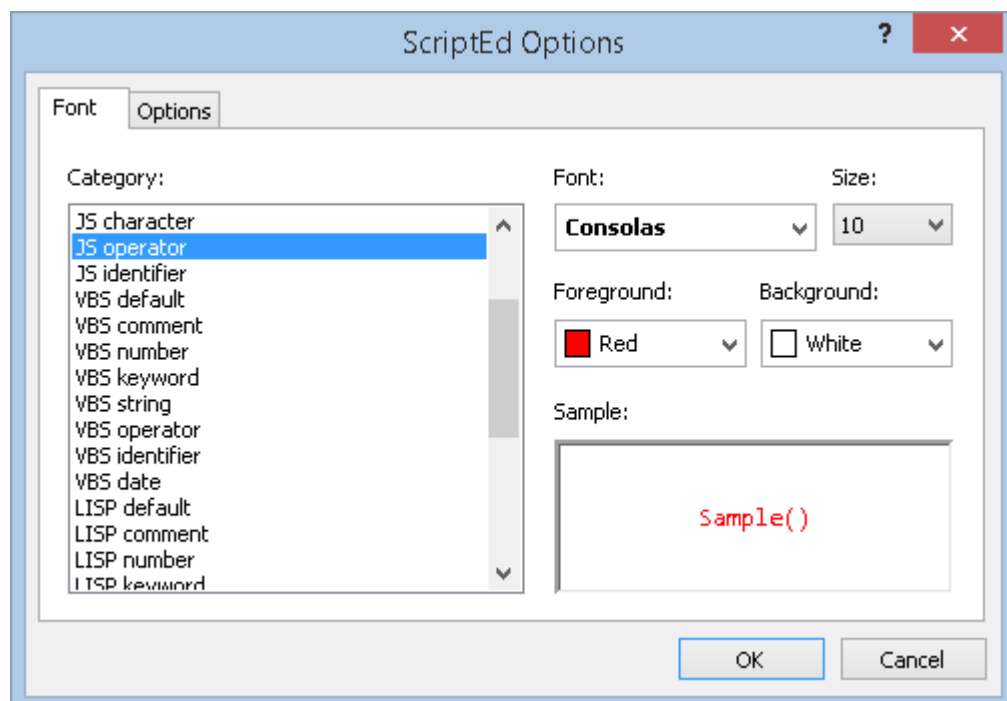 ScriptEd Options
?
Font
Options
Category:
JS character
JS operator
JS identifier
VBS default
VBS comment
VBS number
VBS keyword
VBS string
VBS operator
VBS identifier
VBS date
LISP default
LISP comment
LISP number
LISP keyword
Font:
Size:
Consolas
10
Foreground:
Background:
Red
White
Sample:
Sample()
OK
Cancel